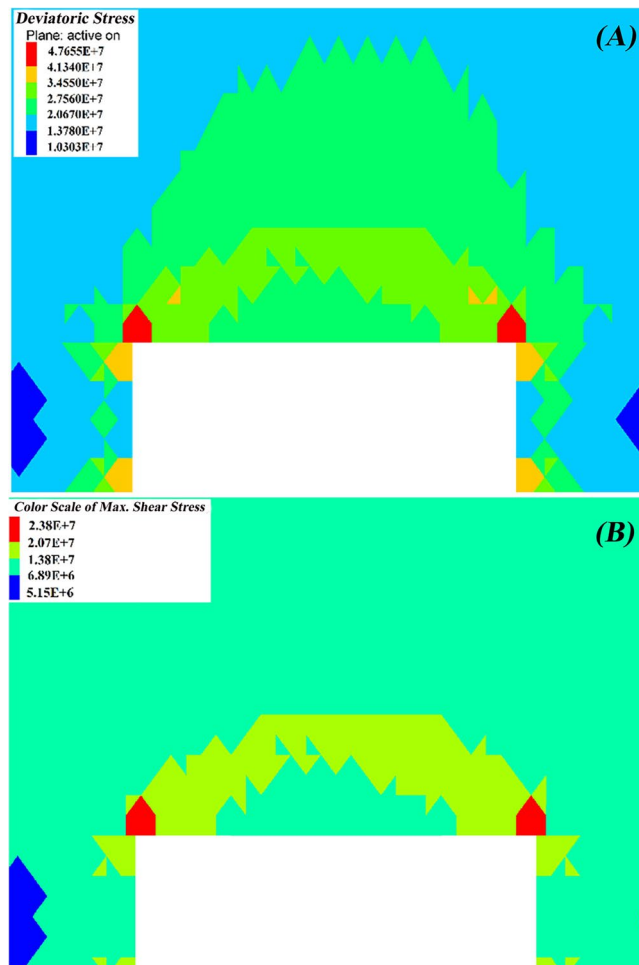 Deviatoric Stress
Plane: active on
4.7655E+7
4.1340E+7
3.4550E+7
2.7560E+7
2.0670E+7
1.3780E+7
1.0303E+7
(A)
Color Scale of Max. Shear Stress
2.38E+7
2.07E+7
1.38E+7
6.89E+6
5.15E+6
(B)